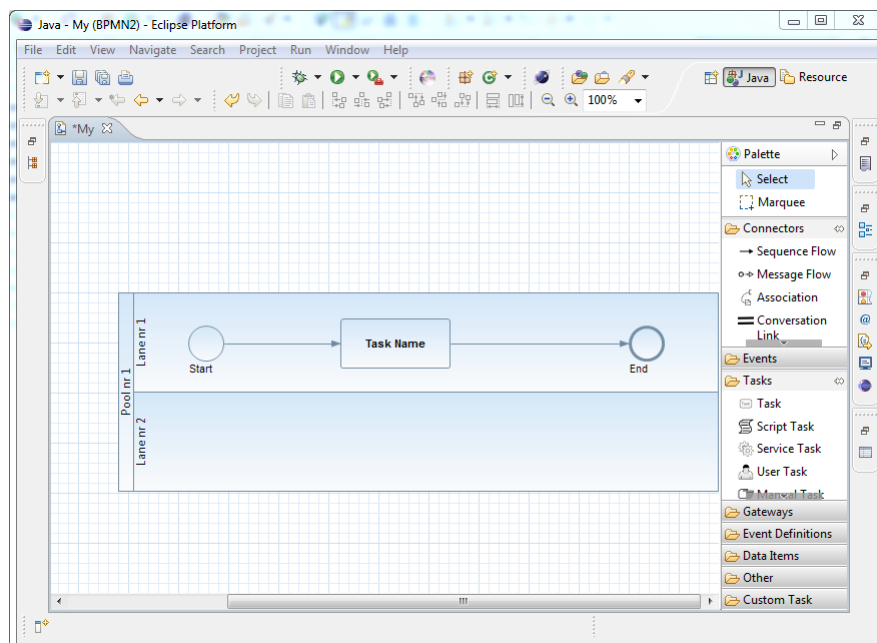 Java - My (BPMN2) - Eclipse Platform
File Edit View Navigate Search Project Run Window Help
Java Resource
100%
*My
Palette
Select
Marquee
Connectors
Sequence Flow
Message Flow
Association
Conversation
Link
Events
Tasks
Task
Script Task
Service Task
User Task
Manual Task
Gateways
Event Definitions
Data Items
Other
Custom Task
Pool nr 1
Lane nr 1
Start
Task Name
End
Lane nr 2